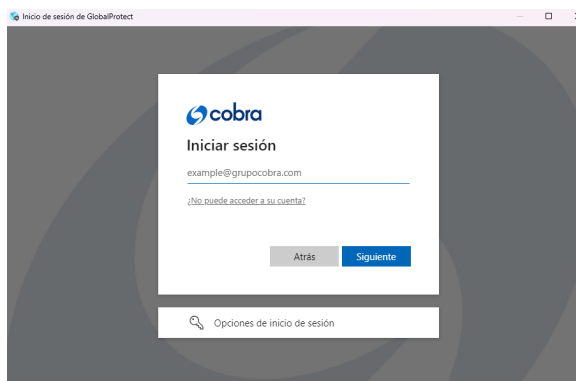 Inicio de sesión de GlobalProtect
cobra
Iniciar sesión
example@grupocobra.com
¿No puede acceder a su cuenta?
Atrás Siguiente
Opciones de inicio de sesión